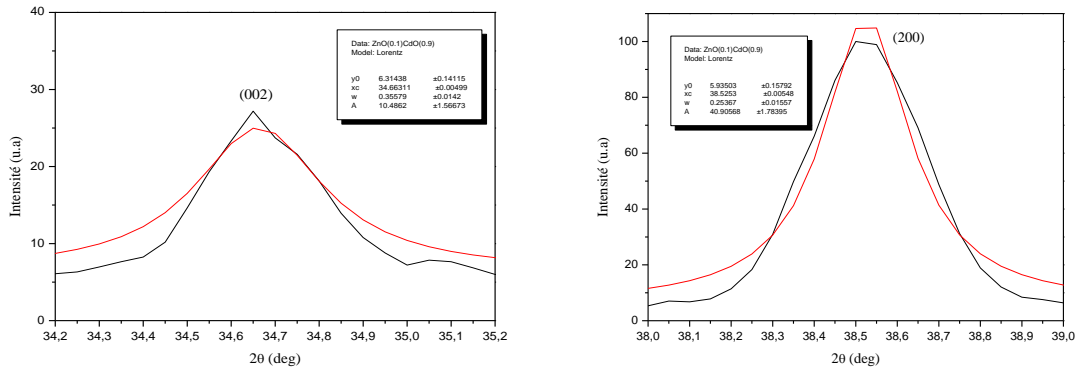 40
30
20
10
0
Intensité (u.a)
34,2 34,3 34,4 34,5 34,6 34,7 34,8 34,9 35,0 35,1 35,2
2θ (deg)
(002)
Data: ZnO(0.1)CdO(0.9)
Model: Lorentz
y0 6.31438 ±0.14115
xc 34.66311 ±0.00499
w 0.35579 ±0.0142
A 10.4862 ±1.56673
100
80
60
40
20
0
Intensité (u.a)
38,0 38,1 38,2 38,3 38,4 38,5 38,6 38,7 38,8 38,9 39,0
2θ (deg)
(200)
Data: ZnO(0.1)CdO(0.9)
Model: Lorentz
y0 5.93503 ±0.15792
xc 38.5253 ±0.00548
w 0.25367 ±0.01557
A 40.90568 ±1.78395